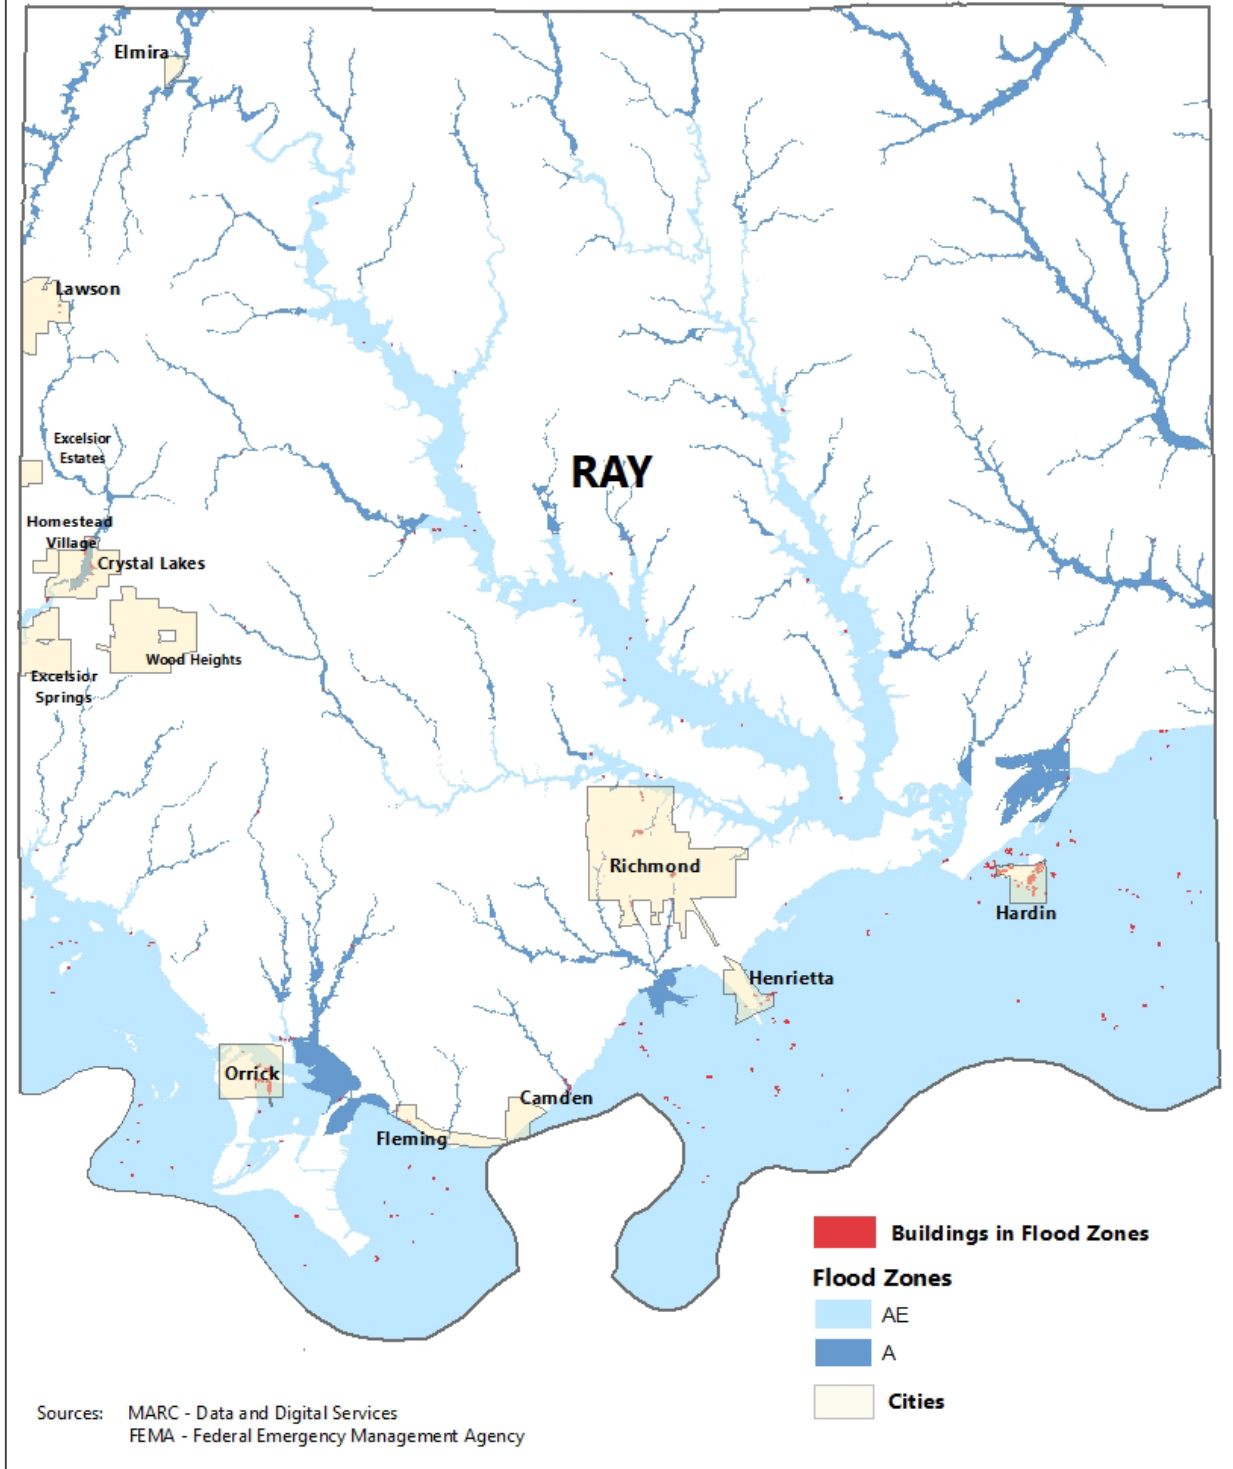 Elmira
Lawson
Excelsior
Estates
RAY
Homestead
Village
Crystal Lakes
Wood Heights
Excelsior
Springs
Richmond
Hardin
Henrietta
Orrick
Camden
Fleming
Buildings in Flood Zones
Flood Zones
AE
A
Cities
Sources: MARC - Data and Digital Services
FEMA - Federal Emergency Management Agency